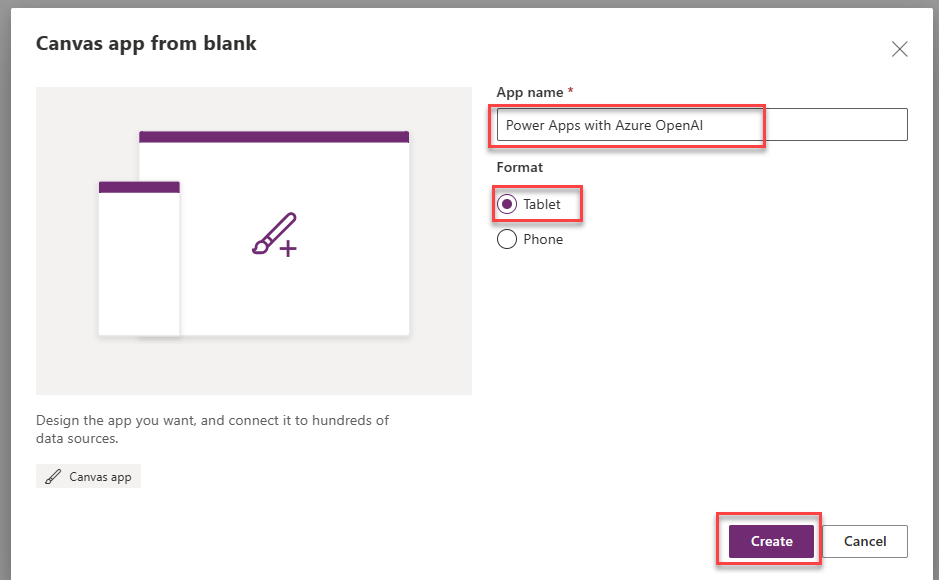 Canvas app from blank
App name *
Power Apps with Azure OpenAI
Format
Tablet
Phone
Design the app you want, and connect it to hundreds of
data sources.
Canvas app
Create
Cancel